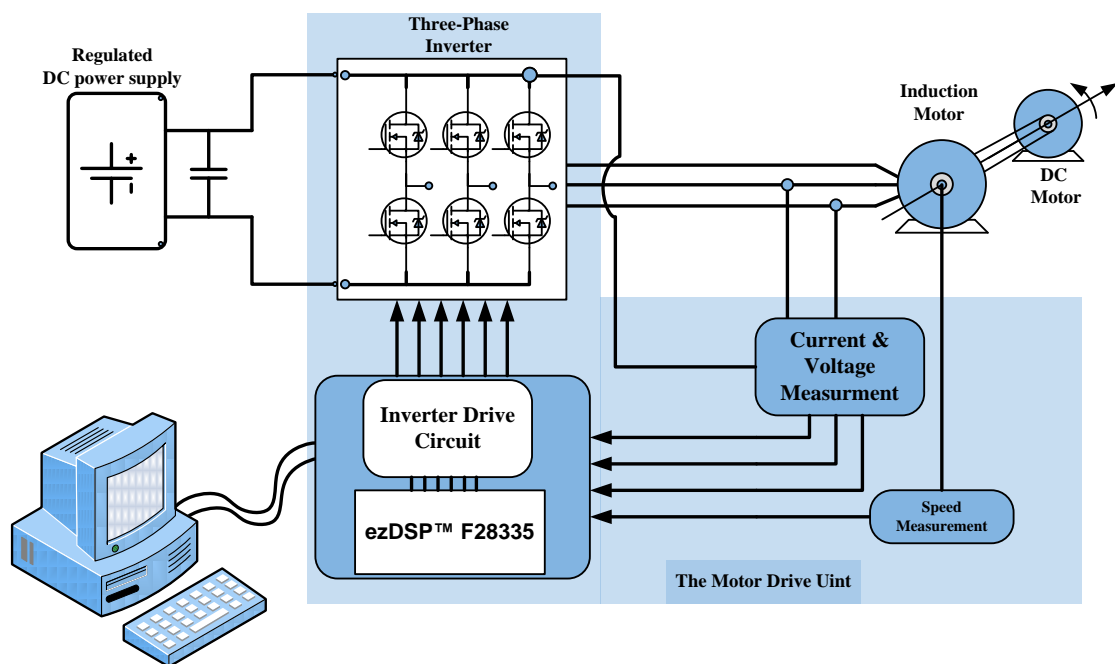 Three-Phase
Inverter
Regulated
DC power supply
+
Induction
Motor
DC
Motor
Current &
Voltage
Measurment
Inverter Drive
Circuit
ezDSP™ F28335
Speed
Measurement
The Motor Drive Uint